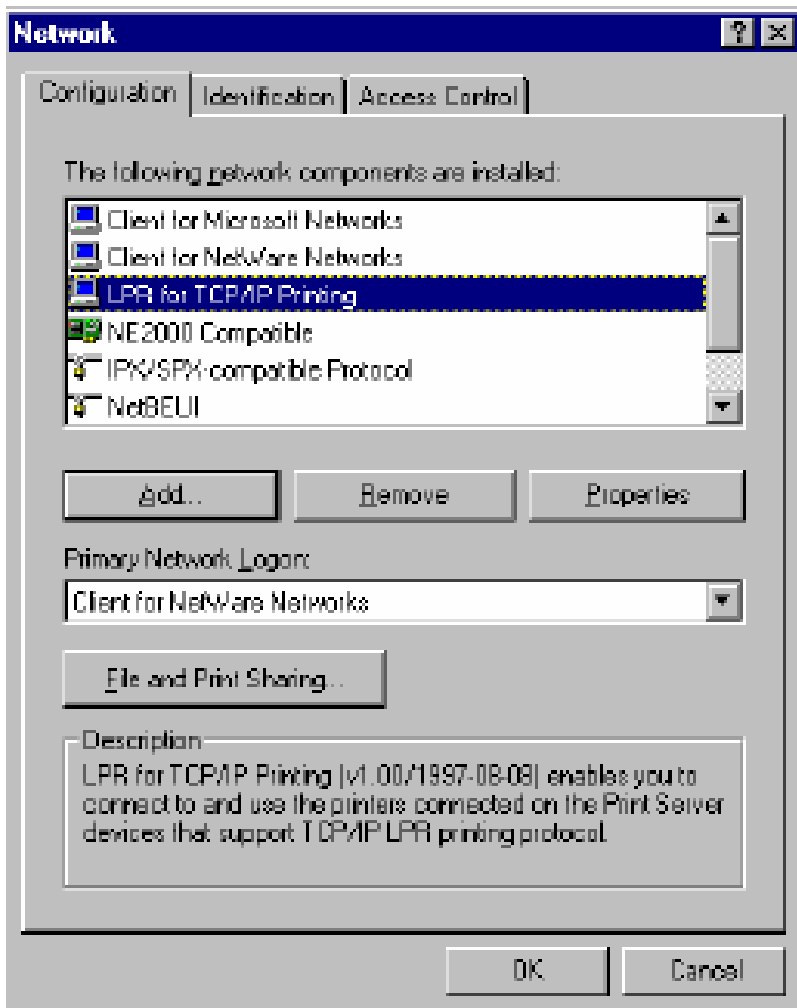 Network
Configuration
Identification
Access Control
The following network components are installed:
Client for Microsoft Networks
Client for NetWare Networks
LPR for TCP/IP Printing
NE2000 Compatible
IPX/SPX-compatible Protocol
NetBEUI
Add...
Remove
Properties
Primary Network Logon:
Client for NetWare Networks
File and Print Sharing...
Description
LPR for TCP/IP Printing (v1.00/1997-08-08) enables you to
connect to and use the printers connected on the Print Server
devices that support TCP/IP LPR printing protocol.
OK
Cancel